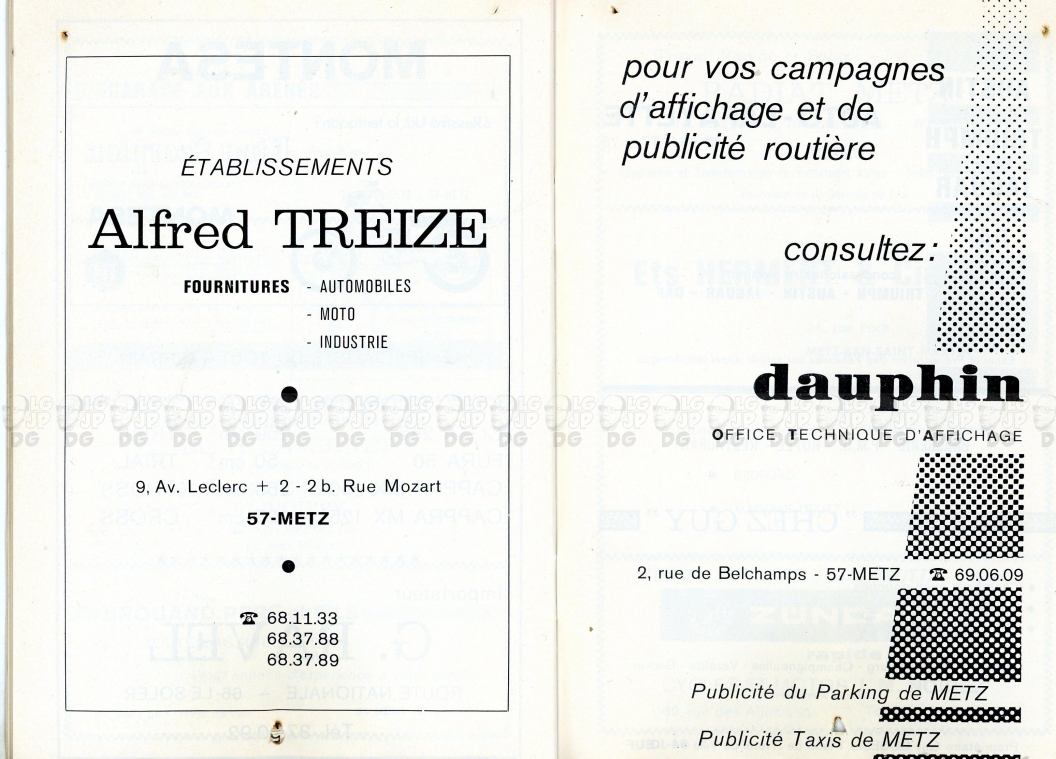 ÉTABLISSEMENTS
Alfred TREIZE
FOURNITURES - AUTOMOBILES
- MOTO
- INDUSTRIE
9, Av. Leclerc + 2 - 2 b. Rue Mozart
57-METZ
☎ 68.11.33
68.37.88
68.37.89
pour vos campagnes
d'affichage et de
publicité routière
consultez:
dauphin
OFFICE TECHNIQUE D'AFFICHAGE
2, rue de Belchamps - 57-METZ ☎ 69.06.09
Publicité du Parking de METZ
Publicité Taxis de METZ